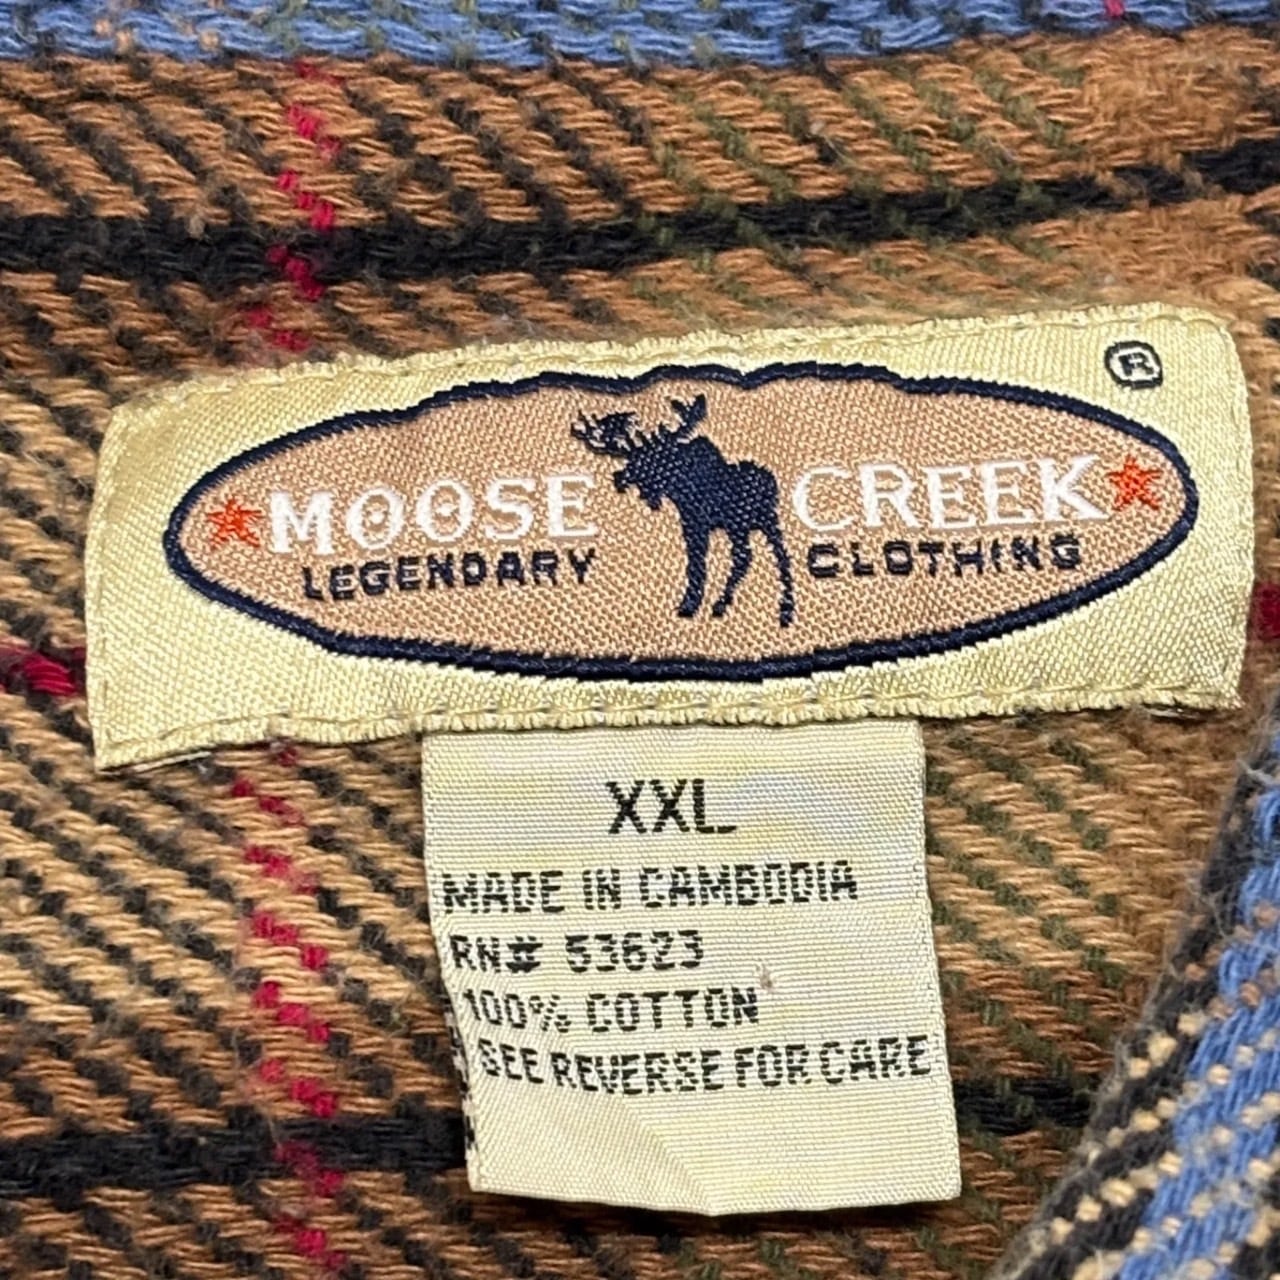 ®
MOOSE CREEK
LEGENDARY CLOTHING
XXL
MADE IN CAMBODIA
RN# 53623
100% COTTON
SEE REVERSE FOR CARE